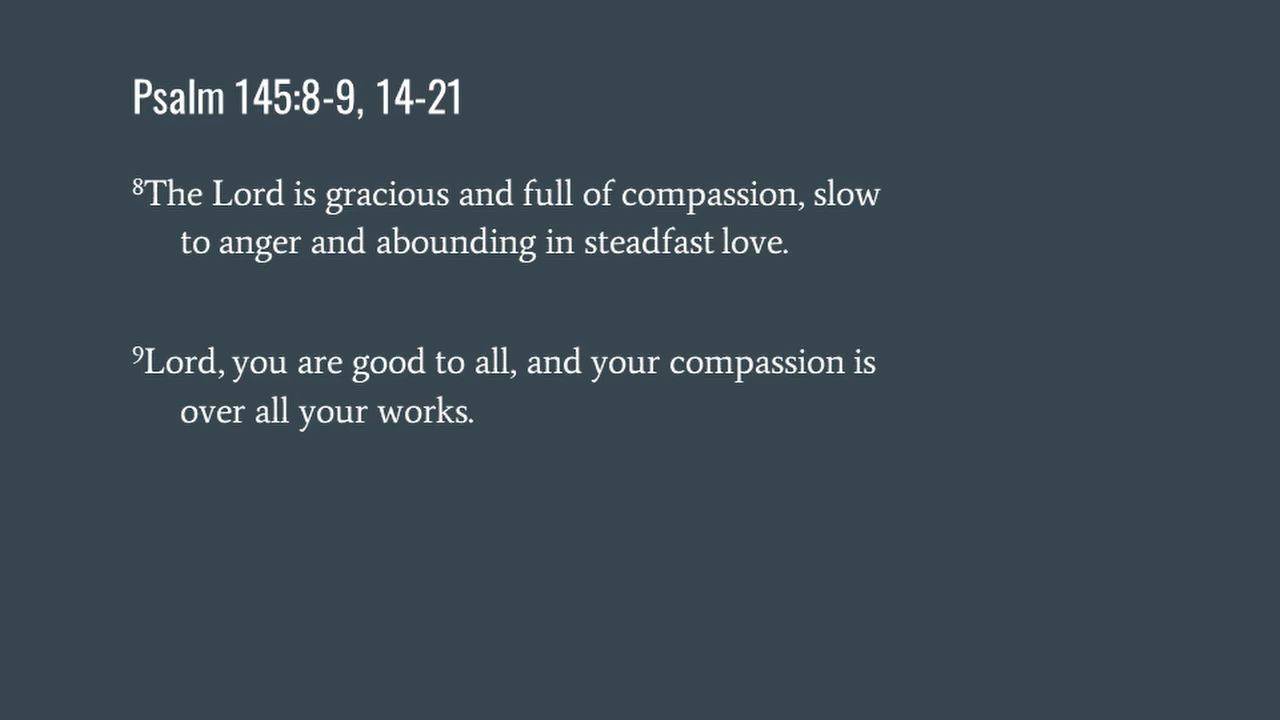 Psalm 145:8-9, 14-21
⁸The Lord is gracious and full of compassion, slow
to anger and abounding in steadfast love.
⁹Lord, you are good to all, and your compassion is
over all your works.